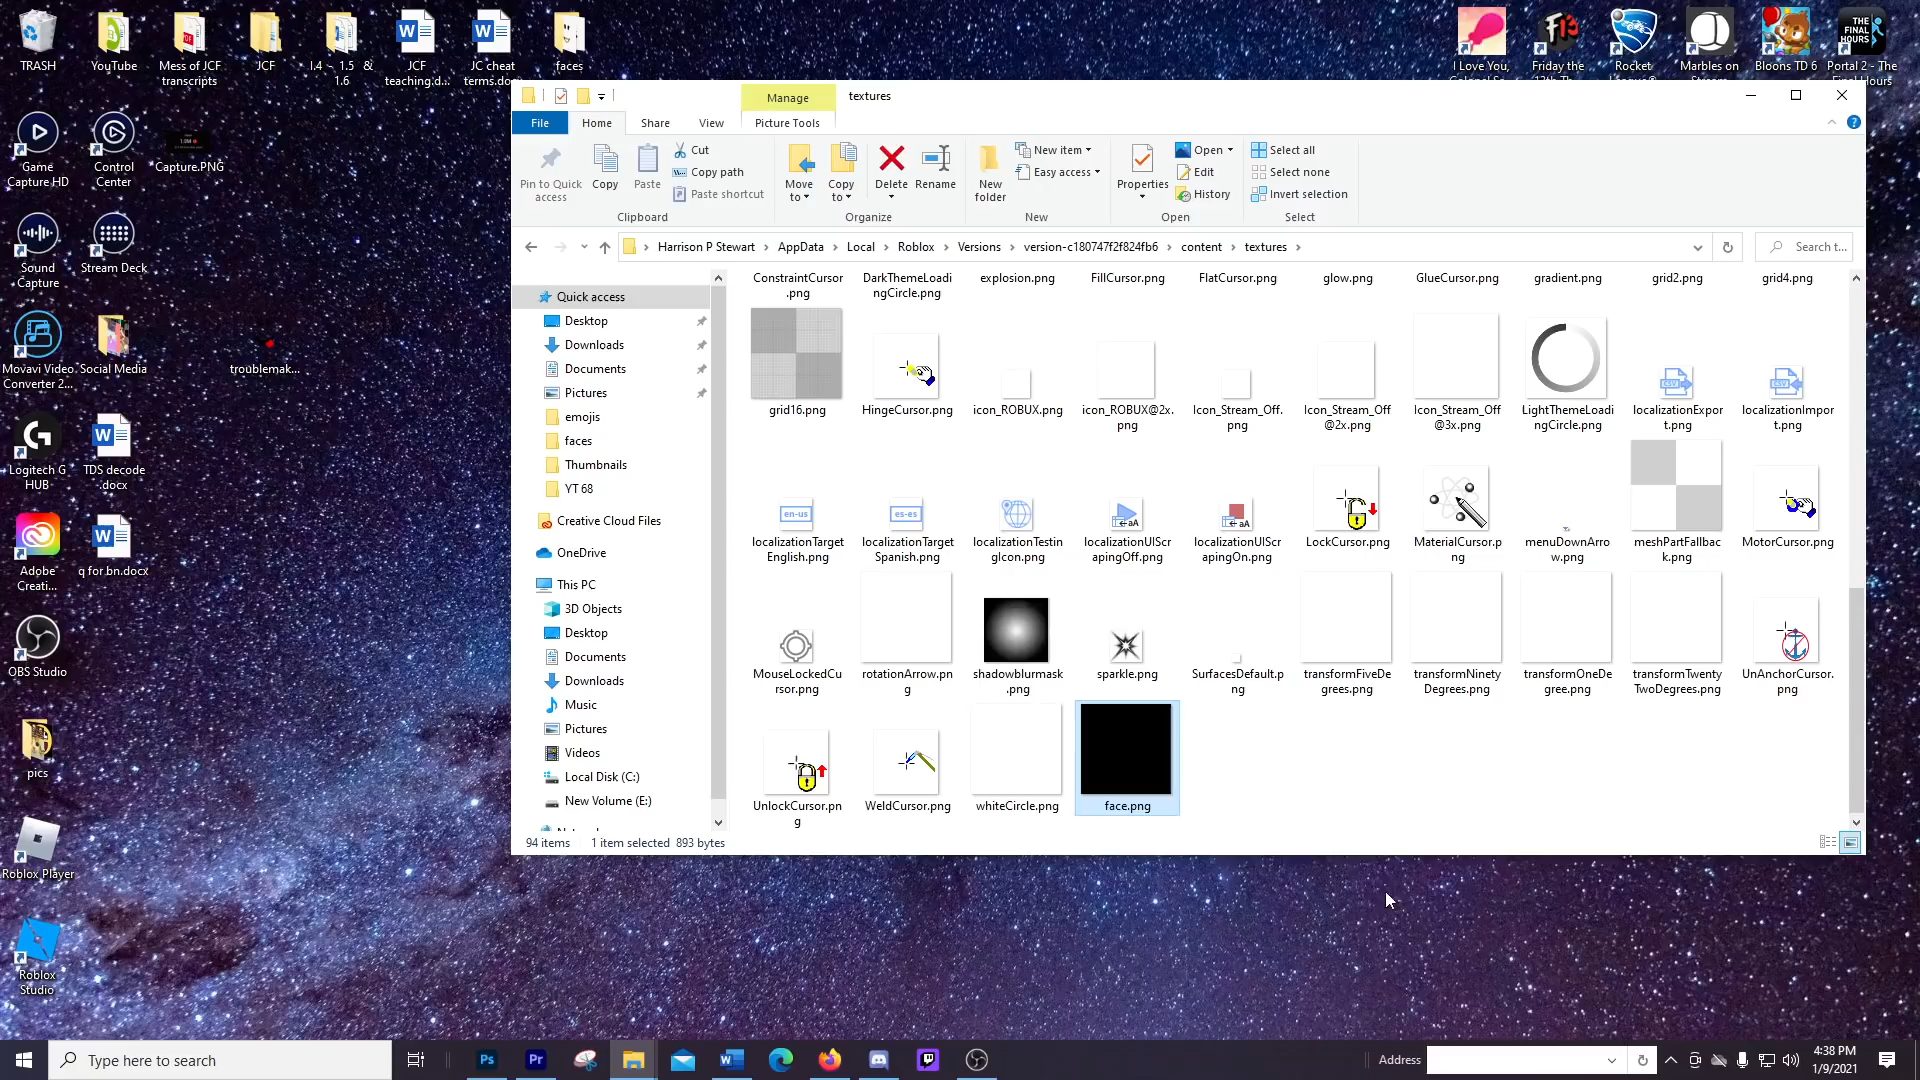 TRASH
YouTube
Mess of JCF
transcripts
JCF
I.4 - 1.5 &
1.6
JCF
teaching.d...
JC cheat
terms.docx
faces
I Love You,
Friday the
Rocket
Marbles on
Bloons TD 6
Portal 2 - The
Final Hours
THE
FINAL
HOURS
Game
Capture HD
Control
Center
Capture.PNG
Sound
Capture
Stream Deck
Movavi Video
Converter 2...
Social Media
troublemak...
Logitech G
HUB
TDS decode
.docx
Adobe
Creati...
q for bn.docx
OBS Studio
pics
Roblox Player
Roblox
Studio
Manage
textures
File
Home
Share
View
Picture Tools
Pin to Quick
access
Copy
Paste
Cut
Copy path
Paste shortcut
Clipboard
Move
to
Copy
to
Delete
Rename
Organize
New
folder
New item
Easy access
New
Properties
Open
Edit
History
Open
Select all
Select none
Invert selection
Select
Harrison P Stewart > AppData > Local > Roblox > Versions > version-c180747f2f824fb6 > content > textures >
Search t...
Quick access
Desktop
Downloads
Documents
Pictures
emojis
faces
Thumbnails
YT 68
Creative Cloud Files
OneDrive
This PC
3D Objects
Desktop
Documents
Downloads
Music
Pictures
Videos
Local Disk (C:)
New Volume (E:)
ConstraintCursor
.png
DarkThemeLoadi
ngCircle.png
explosion.png
FillCursor.png
FlatCursor.png
glow.png
GlueCursor.png
gradient.png
grid2.png
grid4.png
grid16.png
HingeCursor.png
icon_ROBUX.png
icon_ROBUX@2x.
png
Icon_Stream_Off.
png
Icon_Stream_Off
@2x.png
Icon_Stream_Off
@3x.png
LightThemeLoadi
ngCircle.png
localizationExpor
t.png
localizationImpor
t.png
en-us
localizationTarget
English.png
es-es
localizationTarget
Spanish.png
localizationTestin
gIcon.png
localizationUIScr
apingOff.png
localizationUIScr
apingOn.png
LockCursor.png
MaterialCursor.p
ng
menuDownArro
w.png
meshPartFallbac
k.png
MotorCursor.png
MouseLockedCu
rsor.png
rotationArrow.pn
g
shadowblurmask
.png
sparkle.png
SurfacesDefault.p
ng
transformFiveDe
grees.png
transformNinety
Degrees.png
transformOneDe
gree.png
transformTwenty
TwoDegrees.png
UnAnchorCursor.
png
UnlockCursor.pn
g
WeldCursor.png
whiteCircle.png
face.png
94 items
1 item selected 893 bytes
Type here to search
Ps
Pr
Address
4:38 PM
1/9/2021